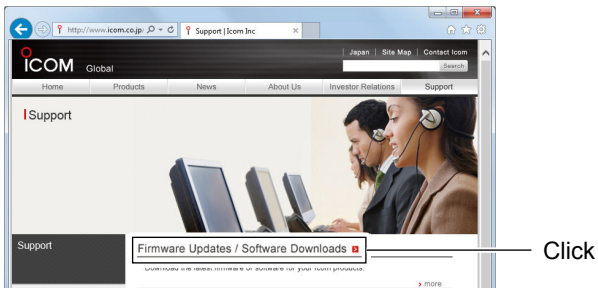 http://www.icom.co.jp/
Support | Icom Inc
Japan | Site Map | Contact Icom
ICOM Global
Search
Home Products News About Us Investor Relations Support
Support
Support
Firmware Updates / Software Downloads
Click
Download the latest firmware or software for your Icom products.
more